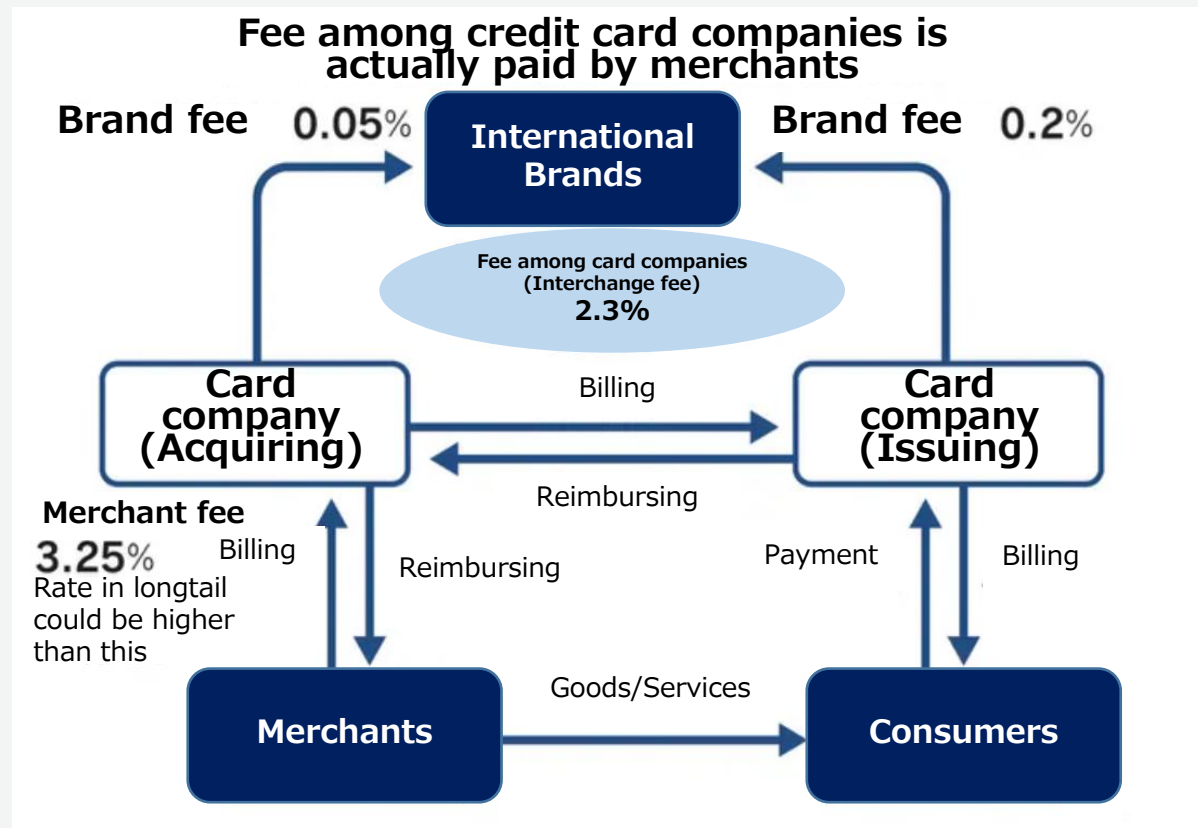 Fee among credit card companies is
actually paid by merchants
Brand fee 0.05%
International
Brands
Brand fee 0.2%
Fee among card companies
(Interchange fee)
2.3%
Card
company
(Acquiring)
Billing
Reimbursing
Card
company
(Issuing)
Merchant fee
3.25%
Rate in longtail
could be higher
than this
Billing
Reimbursing
Payment
Billing
Merchants
Goods/Services
Consumers